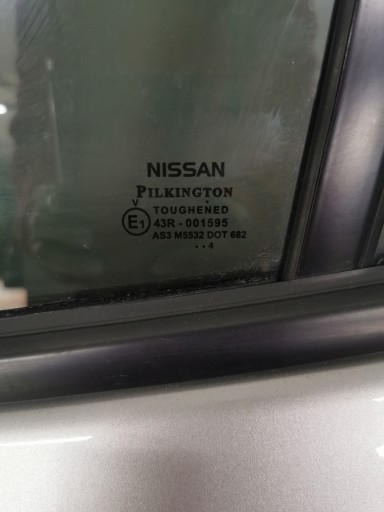 NISSAN
PILKINGTON
V .
TOUGHENED
E1 43R - 001595
AS3 M5532 DOT 682
. . 4